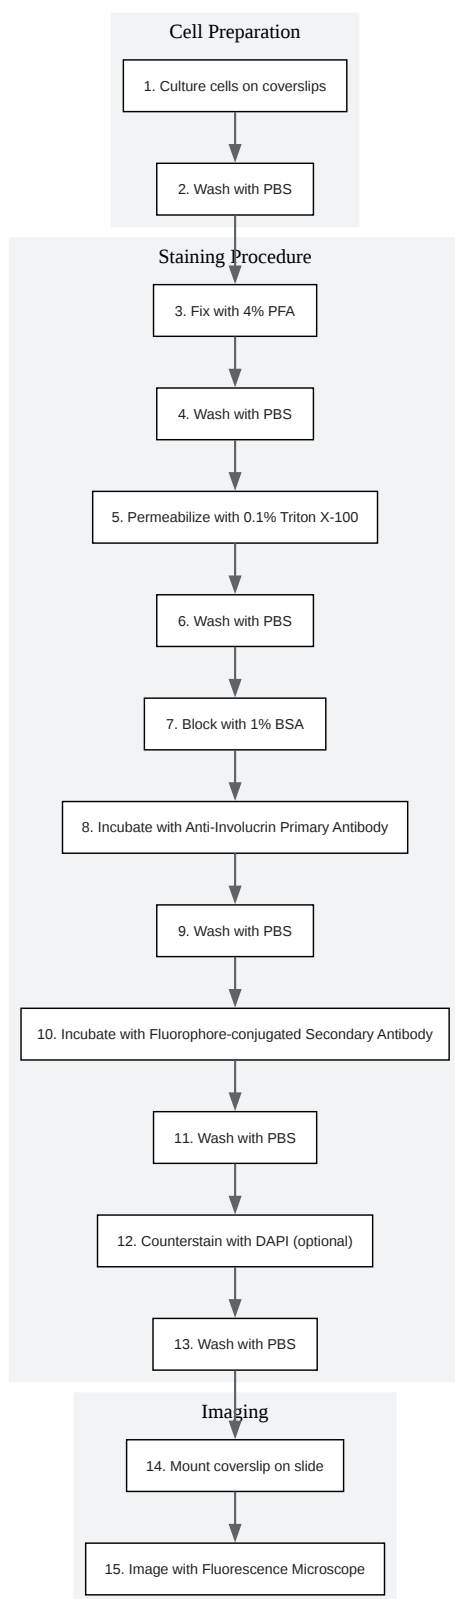 Cell Preparation
1. Culture cells on coverslips
2. Wash with PBS
Staining Procedure
3. Fix with 4% PFA
4. Wash with PBS
5. Permeabilize with 0.1% Triton X-100
6. Wash with PBS
7. Block with 1% BSA
8. Incubate with Anti-Involucrin Primary Antibody
9. Wash with PBS
10. Incubate with Fluorophore-conjugated Secondary Antibody
11. Wash with PBS
12. Counterstain with DAPI (optional)
13. Wash with PBS
Imaging
14. Mount coverslip on slide
15. Image with Fluorescence Microscope